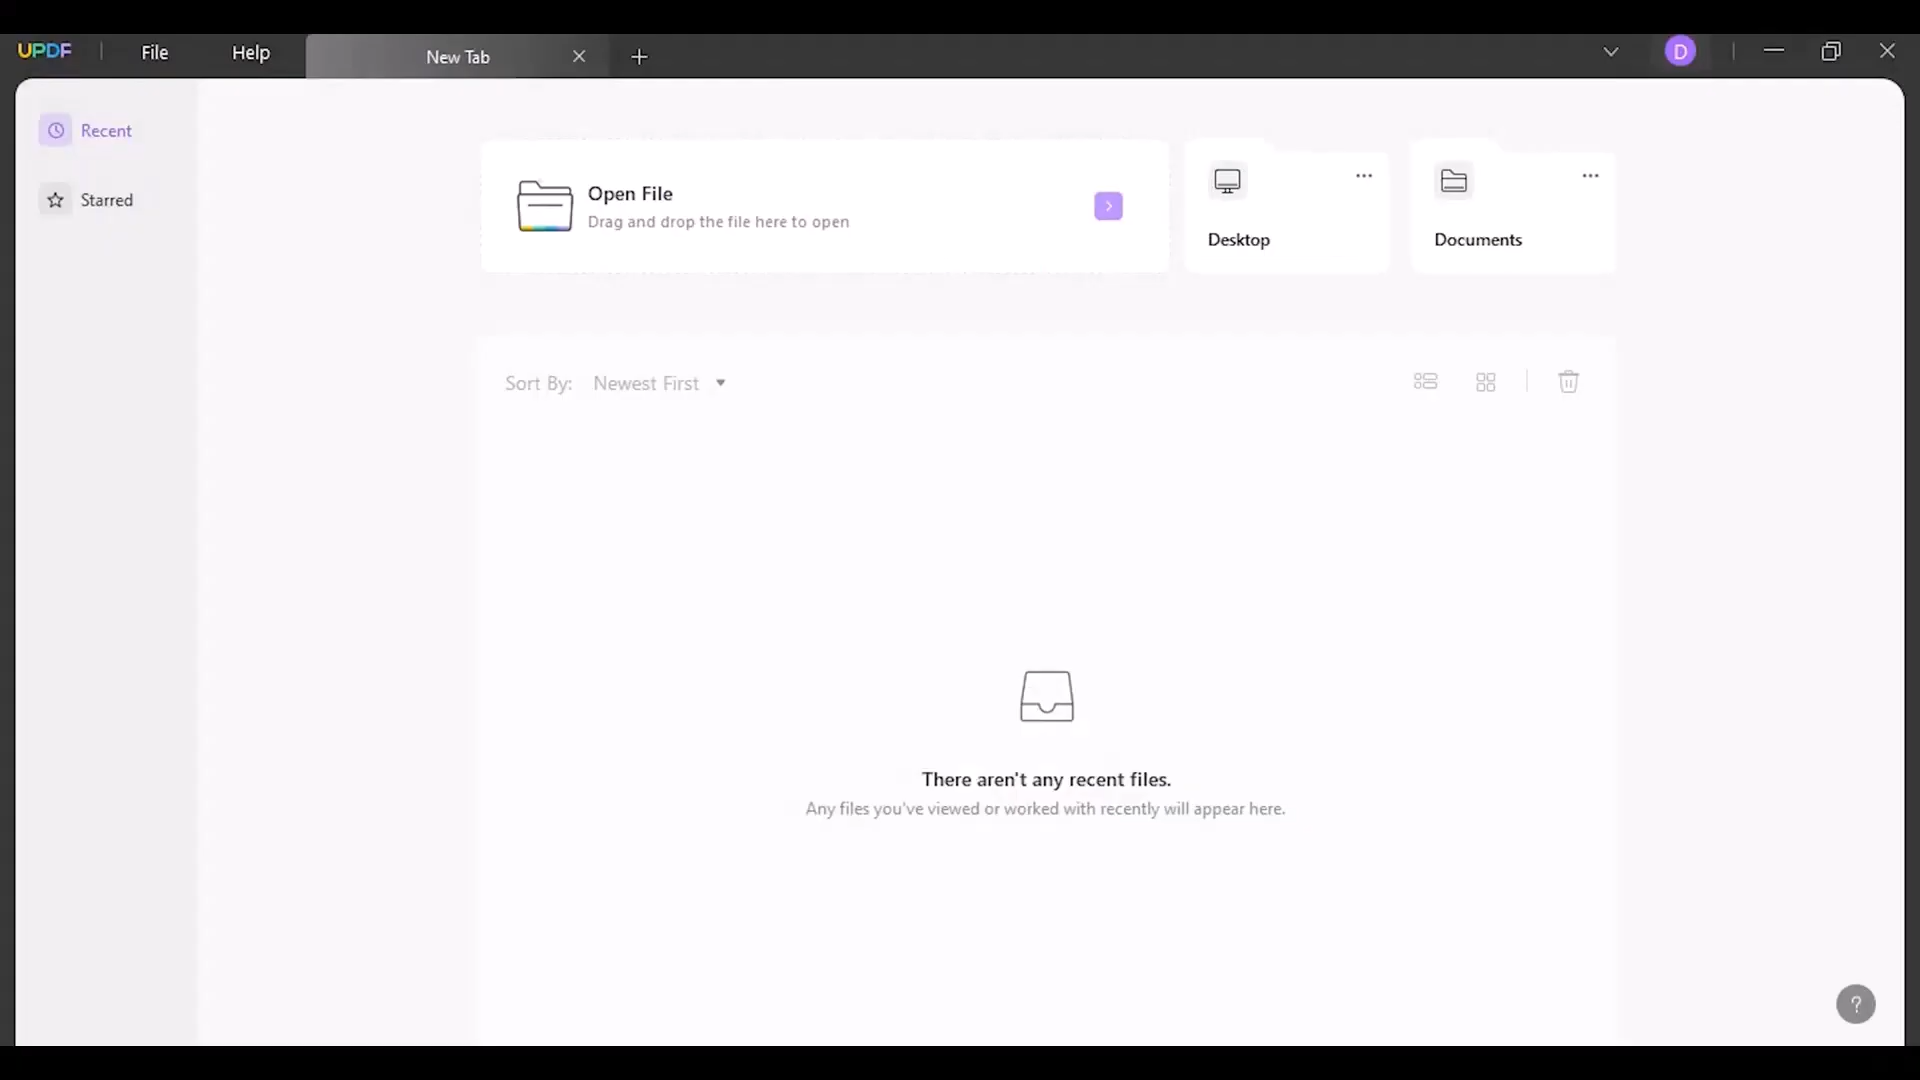 UPDF
File
Help
New Tab
D
Recent
Starred
Open File
Drag and drop the file here to open
Desktop
Documents
Sort By: Newest First
There aren't any recent files.
Any files you've viewed or worked with recently will appear here.
?